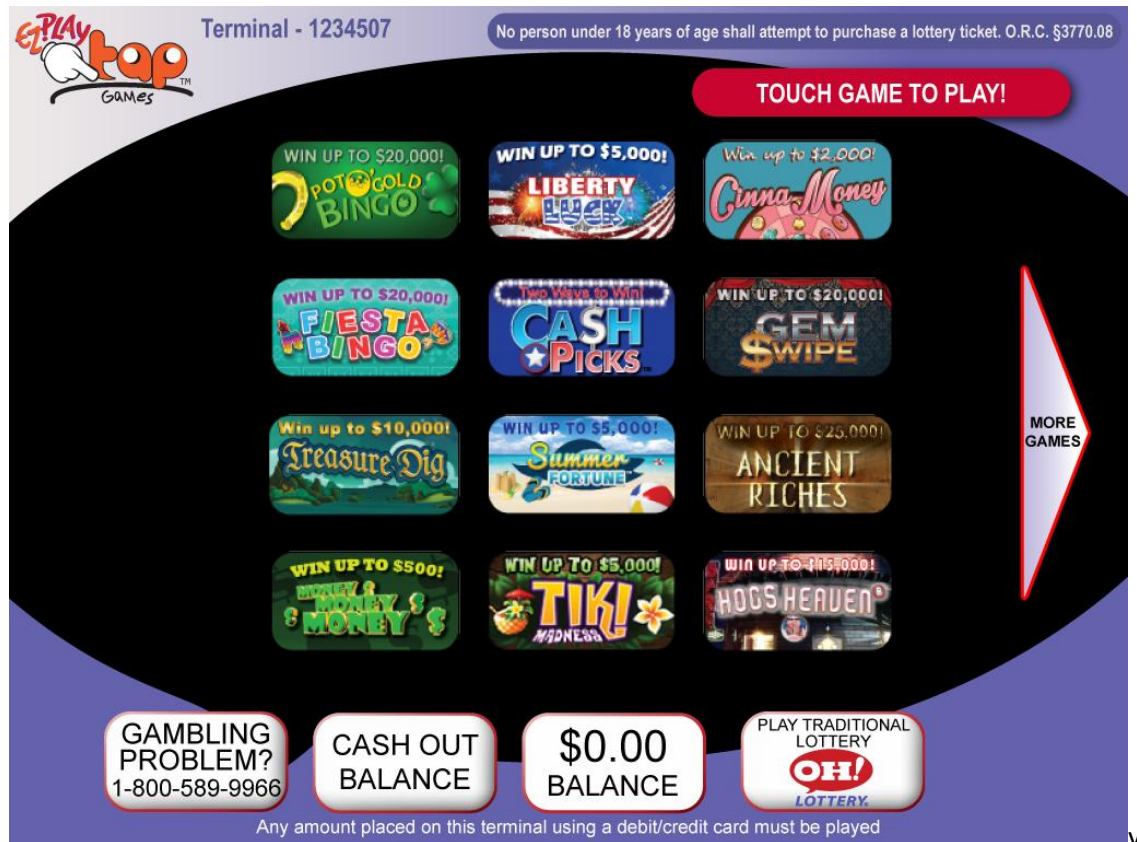 EZPLAY
tap
TM
Games
Terminal - 1234507
No person under 18 years of age shall attempt to purchase a lottery ticket. O.R.C. §3770.08
TOUCH GAME TO PLAY!
WIN UP TO $20,000!
POT O' GOLD
BINGO
WIN UP TO $5,000!
LIBERTY
LUCK
Win up to $2,000!
Cinna-Money
WIN UP TO $20,000!
FIESTA
BINGO
Two Ways to Win!
CA$H
PICKS
WIN UP TO $20,000!
GEM
$WIPE
Win up to $10,000!
Treasure Dig
WIN UP TO $5,000!
Summer
FORTUNE
WIN UP TO $25,000!
ANCIENT
RICHES
WIN UP TO $500!
MONEY $
$ MONEY $
$ MONEY $
WIN UP TO $5,000!
TIKI
MADNESS
WIN UP TO $15,000!
HOGS HEAVEN®
MORE
GAMES
GAMBLING
PROBLEM?
1-800-589-9966
CASH OUT
BALANCE
$0.00
BALANCE
PLAY TRADITIONAL
LOTTERY
OH!
LOTTERY.
Any amount placed on this terminal using a debit/credit card must be played